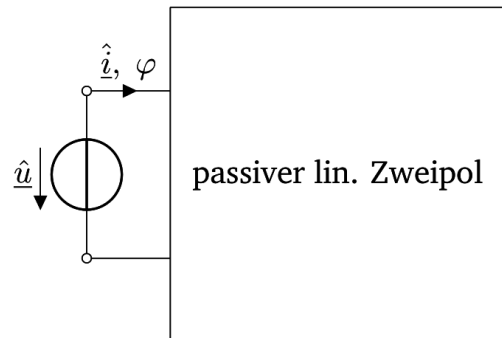 î, φ
û
passiver lin. Zweipol